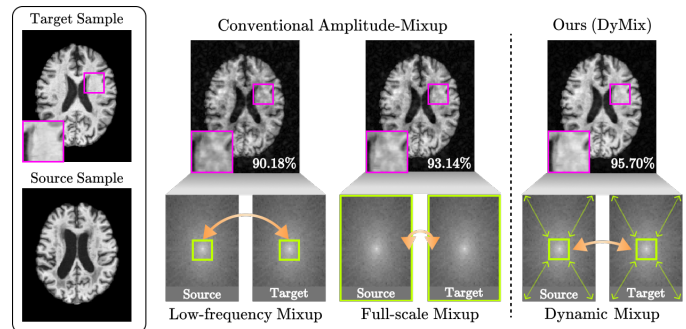 Target Sample
Source Sample
Conventional Amplitude-Mixup
90.18%
93.14%
Source
Target
Source
Target
Low-frequency Mixup
Full-scale Mixup
Ours (DyMix)
95.70%
Source
Target
Dynamic Mixup